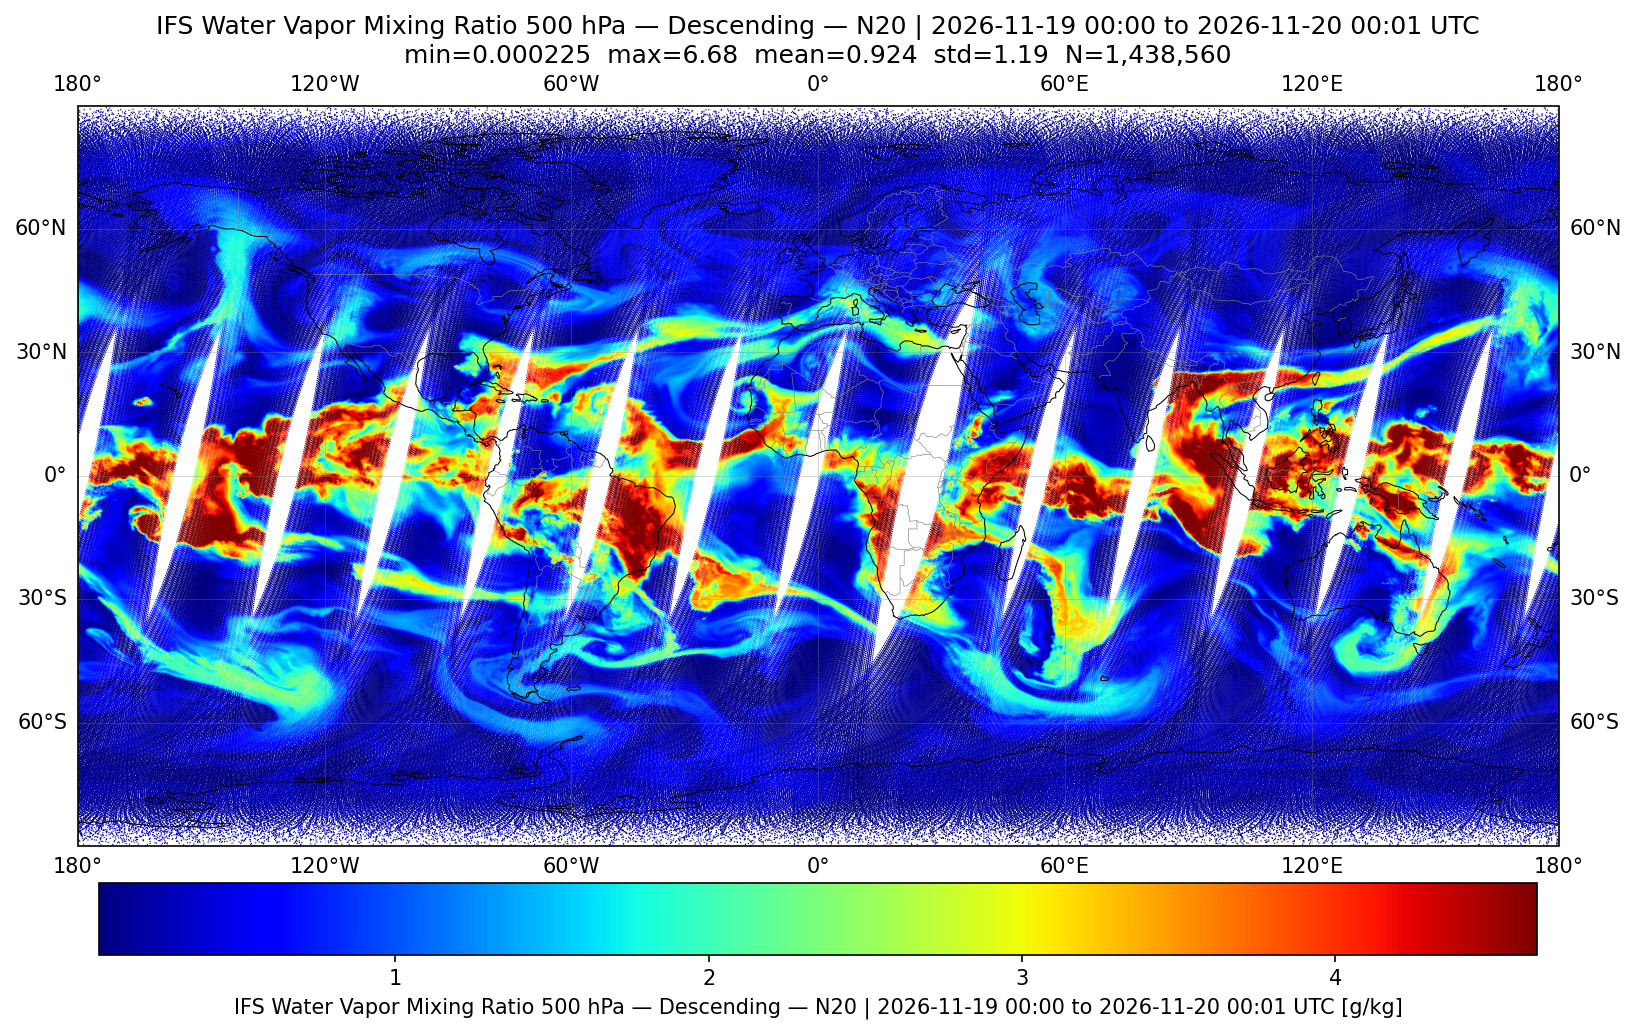 IFS Water Vapor Mixing Ratio 500 hPa — Descending — N20 | 2026-11-19 00:00 to 2026-11-20 00:01 UTC
min=0.000225 max=6.68 mean=0.924 std=1.19 N=1,438,560
180° 120°W 60°W 0° 60°E 120°E 180°
60°N 60°N
30°N 30°N
0° 0°
30°S 30°S
60°S 60°S
180° 120°W 60°W 0° 60°E 120°E 180°
1 2 3 4
IFS Water Vapor Mixing Ratio 500 hPa — Descending — N20 | 2026-11-19 00:00 to 2026-11-20 00:01 UTC [g/kg]